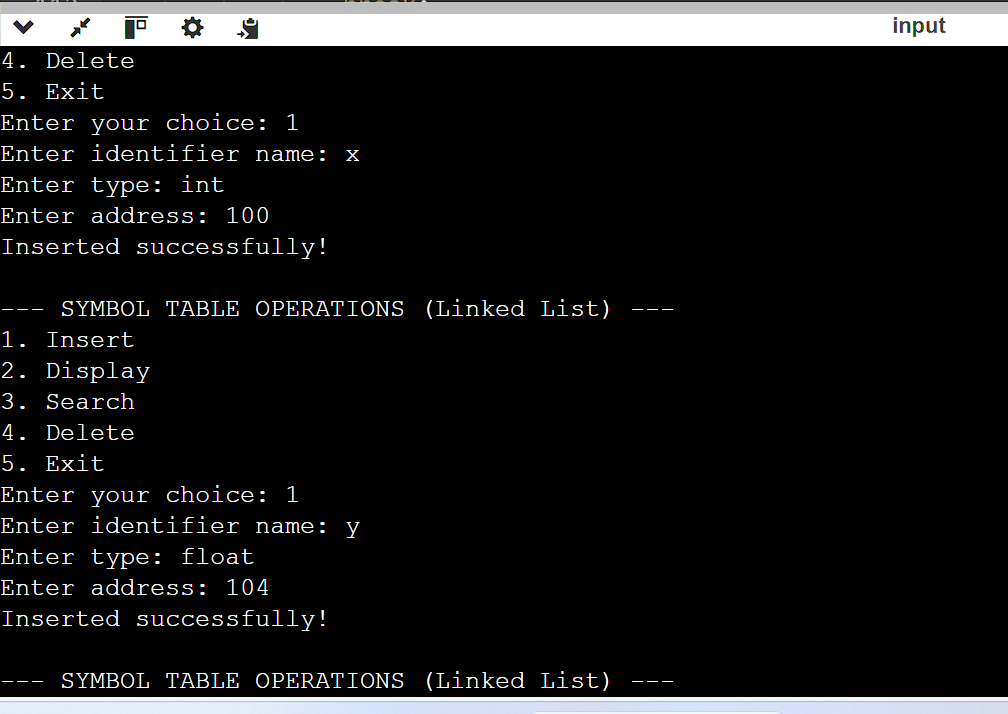 input
4. Delete
5. Exit
Enter your choice: 1
Enter identifier name: x
Enter type: int
Enter address: 100
Inserted successfully!
--- SYMBOL TABLE OPERATIONS (Linked List) ---
1. Insert
2. Display
3. Search
4. Delete
5. Exit
Enter your choice: 1
Enter identifier name: y
Enter type: float
Enter address: 104
Inserted successfully!
--- SYMBOL TABLE OPERATIONS (Linked List) ---